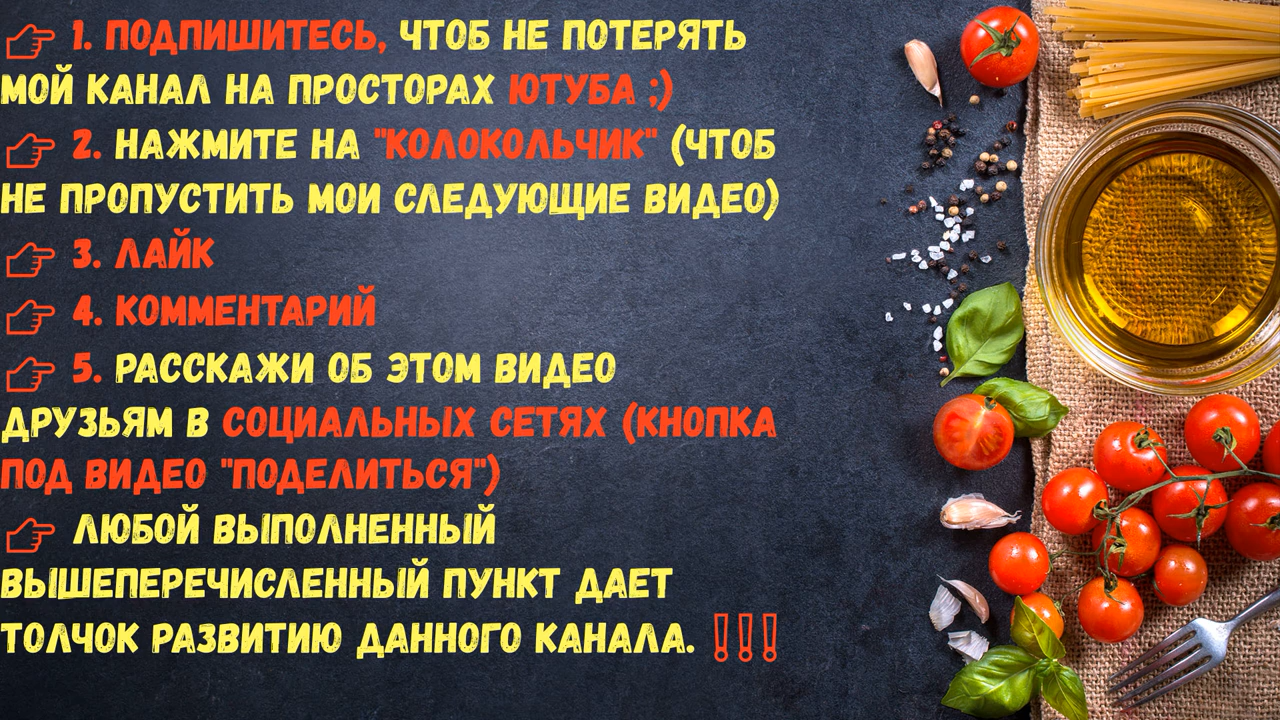 👉 1. ПОДПИШИТЕСЬ, ЧТОБ НЕ ПОТЕРЯТЬ
МОЙ КАНАЛ НА ПРОСТОРАХ ЮТУБА ;)
👉 2. НАЖМИТЕ НА "КОЛОКОЛЬЧИК" (ЧТОБ
НЕ ПРОПУСТИТЬ МОИ СЛЕДУЮЩИЕ ВИДЕО)
👉 3. ЛАЙК
👉 4. КОММЕНТАРИЙ
👉 5. РАССКАЖИ ОБ ЭТОМ ВИДЕО
ДРУЗЬЯМ В СОЦИАЛЬНЫХ СЕТЯХ (КНОПКА
ПОД ВИДЕО "ПОДЕЛИТЬСЯ")
👉 ЛЮБОЙ ВЫПОЛНЕННЫЙ
ВЫШЕПЕРЕЧИСЛЕННЫЙ ПУНКТ ДАЕТ
ТОЛЧОК РАЗВИТИЮ ДАННОГО КАНАЛА. !!!